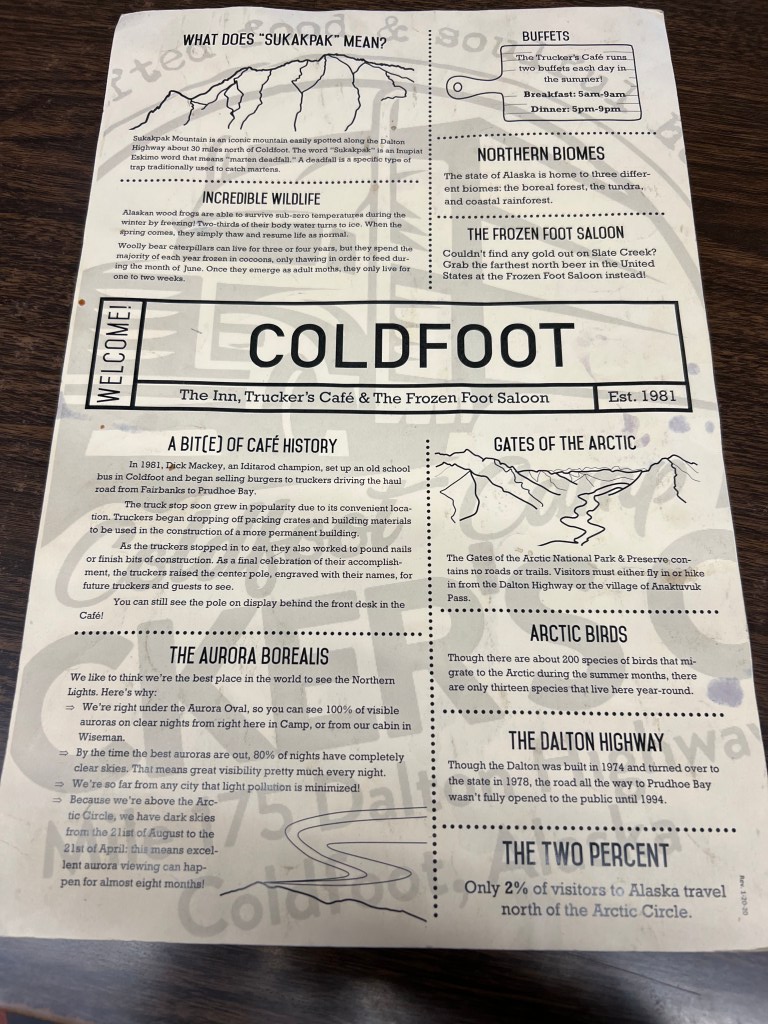 WHAT DOES "SUKAKPAK" MEAN?
Sukakpak Mountain is an iconic mountain easily spotted along the Dalton
Highway about 30 miles north of Coldfoot. The word "Sukakpak" is an Inupiat
Eskimo word that means "marten deadfall." A deadfall is a specific type of
trap traditionally used to catch martens.
INCREDIBLE WILDLIFE
Alaskan wood frogs are able to survive sub-zero temperatures during the
winter by freezing! Two-thirds of their body water turns to ice. When the
spring comes, they simply thaw and resume life as normal.
Woolly bear caterpillars can live for three or four years, but they spend the
majority of each year frozen in cocoons, only thawing in order to feed dur-
ing the month of June. Once they emerge as adult moths, they only live for
one to two weeks.
BUFFETS
The Trucker's Café runs
two buffets each day in
the summer!
Breakfast: 5am-9am
Dinner: 5pm-9pm
NORTHERN BIOMES
The state of Alaska is home to three differ-
ent biomes: the boreal forest, the tundra,
and coastal rainforest.
THE FROZEN FOOT SALOON
Couldn't find any gold out on Slate Creek?
Grab the farthest north beer in the United
States at the Frozen Foot Saloon instead!
WELCOME!
COLDFOOT
The Inn, Trucker's Café & The Frozen Foot Saloon
Est. 1981
A BIT(E) OF CAFÉ HISTORY
In 1981, Dick Mackey, an Iditarod champion, set up an old school
bus in Coldfoot and began selling burgers to truckers driving the haul
road from Fairbanks to Prudhoe Bay.
The truck stop soon grew in popularity due to its convenient loca-
tion. Truckers began dropping off packing crates and building materials
to be used in the construction of a more permanent building.
As the truckers stopped in to eat, they also worked to pound nails
or finish bits of construction. As a final celebration of their accomplish-
ment, the truckers raised the center pole, engraved with their names, for
future truckers and guests to see.
You can still see the pole on display behind the front desk in the
Café!
THE AURORA BOREALIS
We like to think we're the best place in the world to see the Northern
Lights. Here's why:
⇒ We're right under the Aurora Oval, so you can see 100% of visible
auroras on clear nights from right here in Camp, or from our cabin in
Wiseman.
⇒ By the time the best auroras are out, 80% of nights have completely
clear skies. That means great visibility pretty much every night.
⇒ We're so far from any city that light pollution is minimized!
⇒ Because we're above the Arc-
tic Circle, we have dark skies
from the 21st of August to the
21st of April: this means excel-
lent aurora viewing can hap-
pen for almost eight months!
GATES OF THE ARCTIC
The Gates of the Arctic National Park & Preserve con-
tains no roads or trails. Visitors must either fly in or hike
in from the Dalton Highway or the village of Anaktuvuk
Pass.
ARCTIC BIRDS
Though there are about 200 species of birds that mi-
grate to the Arctic during the summer months, there
are only thirteen species that live here year-round.
THE DALTON HIGHWAY
Though the Dalton was built in 1974 and turned over to
the state in 1978, the road all the way to Prudhoe Bay
wasn't fully opened to the public until 1994.
THE TWO PERCENT
Only 2% of visitors to Alaska travel
north of the Arctic Circle.
Coldfoot, Alaska